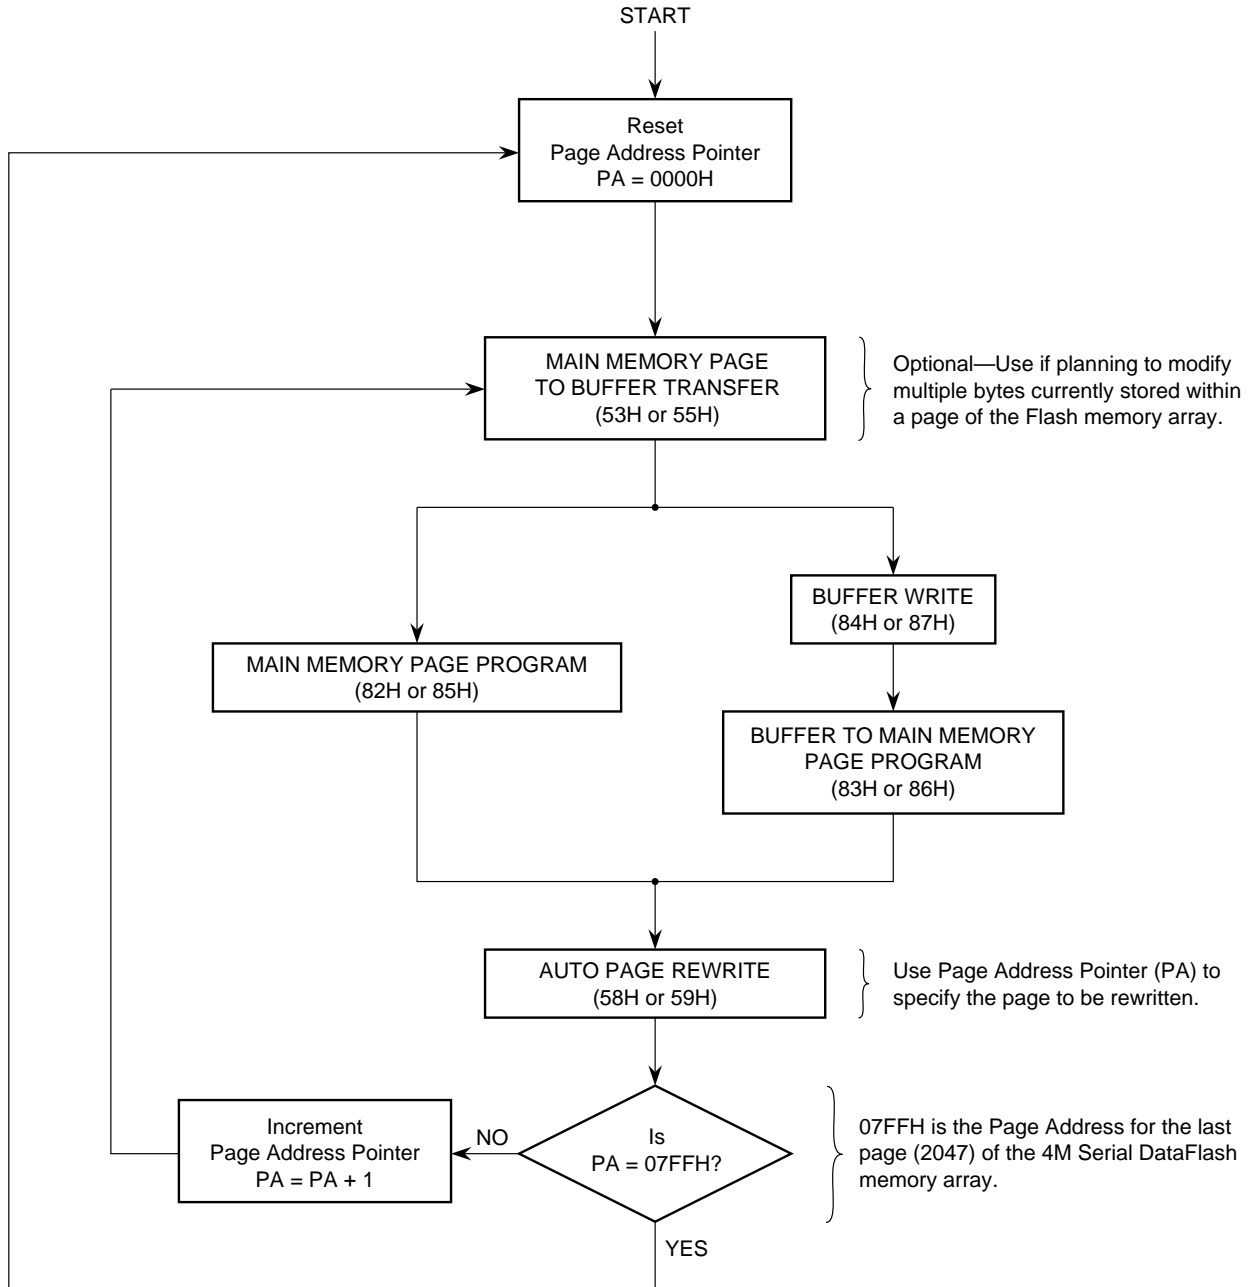 START
Reset
Page Address Pointer
PA = 0000H
MAIN MEMORY PAGE
TO BUFFER TRANSFER
(53H or 55H)
Optional—Use if planning to modify
multiple bytes currently stored within
a page of the Flash memory array.
BUFFER WRITE
(84H or 87H)
MAIN MEMORY PAGE PROGRAM
(82H or 85H)
BUFFER TO MAIN MEMORY
PAGE PROGRAM
(83H or 86H)
AUTO PAGE REWRITE
(58H or 59H)
Use Page Address Pointer (PA) to
specify the page to be rewritten.
Increment
Page Address Pointer
PA = PA + 1
NO
Is
PA = 07FFH?
07FFH is the Page Address for the last
page (2047) of the 4M Serial DataFlash
memory array.
YES